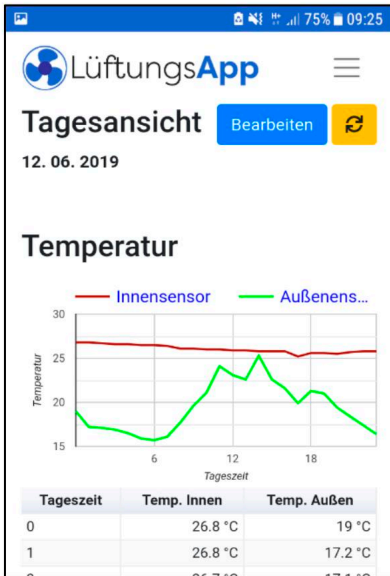 75% 09:25
LüftungsApp
Tagesansicht Bearbeiten
12. 06. 2019
Temperatur
Innensensor Außenens...
30
25
20
15
Temperatur
6 12 18
Tageszeit
Tageszeit Temp. Innen Temp. Außen
0 26.8 °C 19 °C
1 26.8 °C 17.2 °C